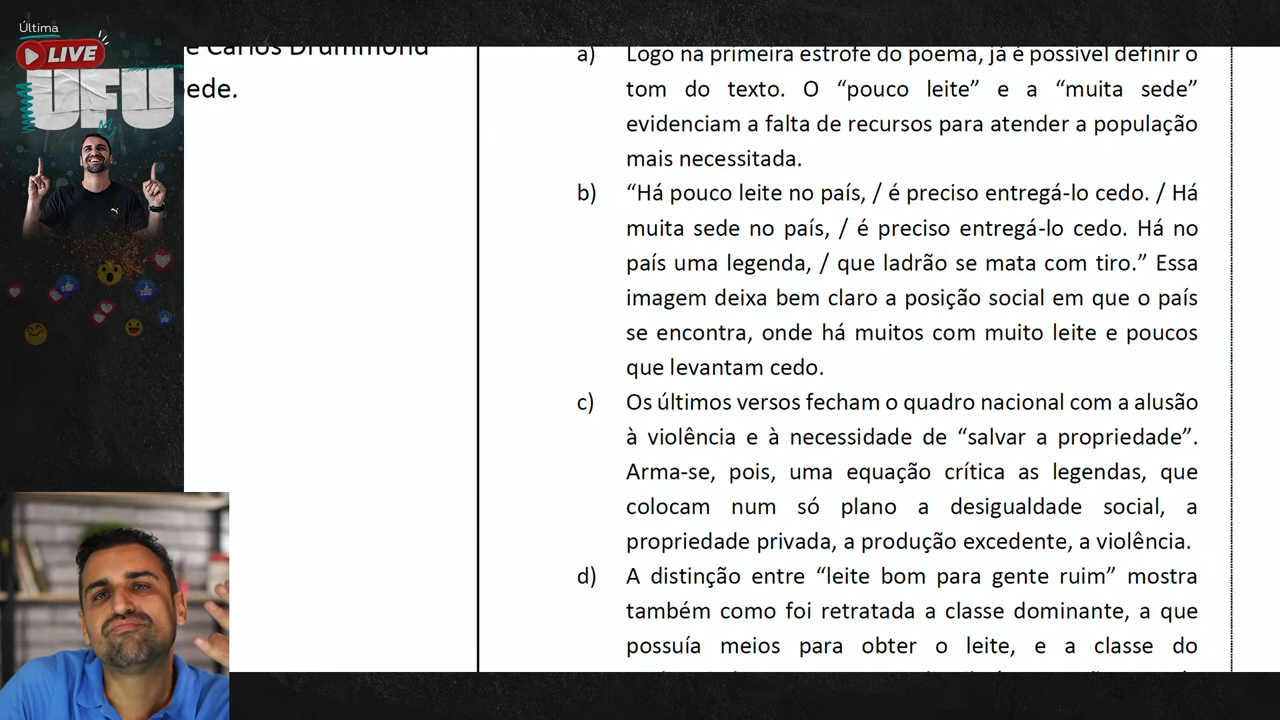 Última
LIVE
UFU
e Carlos Drummond
ede.
a) Logo na primeira estrofe do poema, já é possível definir o
tom do texto. O “pouco leite” e a “muita sede”
evidenciam a falta de recursos para atender a população
mais necessitada.
b) “Há pouco leite no país, / é preciso entregá-lo cedo. / Há
muita sede no país, / é preciso entregá-lo cedo. Há no
país uma legenda, / que ladrão se mata com tiro.” Essa
imagem deixa bem claro a posição social em que o país
se encontra, onde há muitos com muito leite e poucos
que levantam cedo.
c) Os últimos versos fecham o quadro nacional com a alusão
à violência e à necessidade de “salvar a propriedade”.
Arma-se, pois, uma equação crítica as legendas, que
colocam num só plano a desigualdade social, a
propriedade privada, a produção excedente, a violência.
d) A distinção entre “leite bom para gente ruim” mostra
também como foi retratada a classe dominante, a que
possuía meios para obter o leite, e a classe do